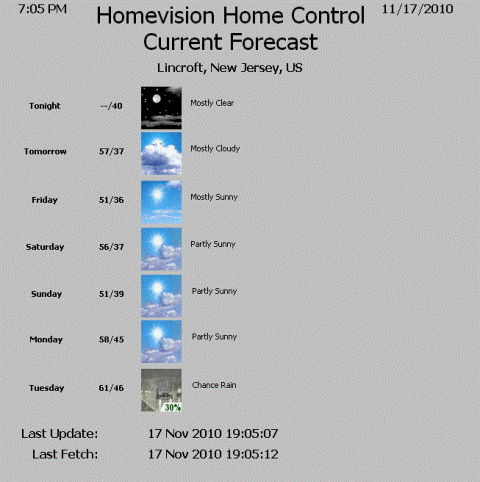 7:05 PM Homevision Home Control 11/17/2010
Current Forecast
Lincroft, New Jersey, US
Tonight --/40 Mostly Clear
Tomorrow 57/37 Mostly Cloudy
Friday 51/36 Mostly Sunny
Saturday 56/37 Partly Sunny
Sunday 51/39 Partly Sunny
Monday 58/45 Partly Sunny
Tuesday 61/46 Chance Rain
30%
Last Update: 17 Nov 2010 19:05:07
Last Fetch: 17 Nov 2010 19:05:12